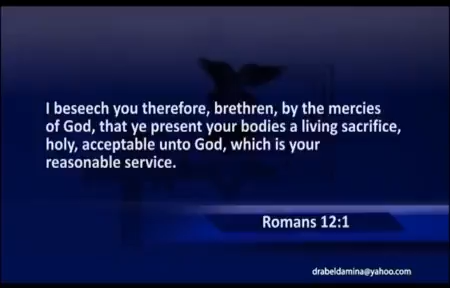 I beseech you therefore, brethren, by the mercies
of God, that ye present your bodies a living sacrifice,
holy, acceptable unto God, which is your
reasonable service.
Romans 12:1
drabeldamina@yahoo.com